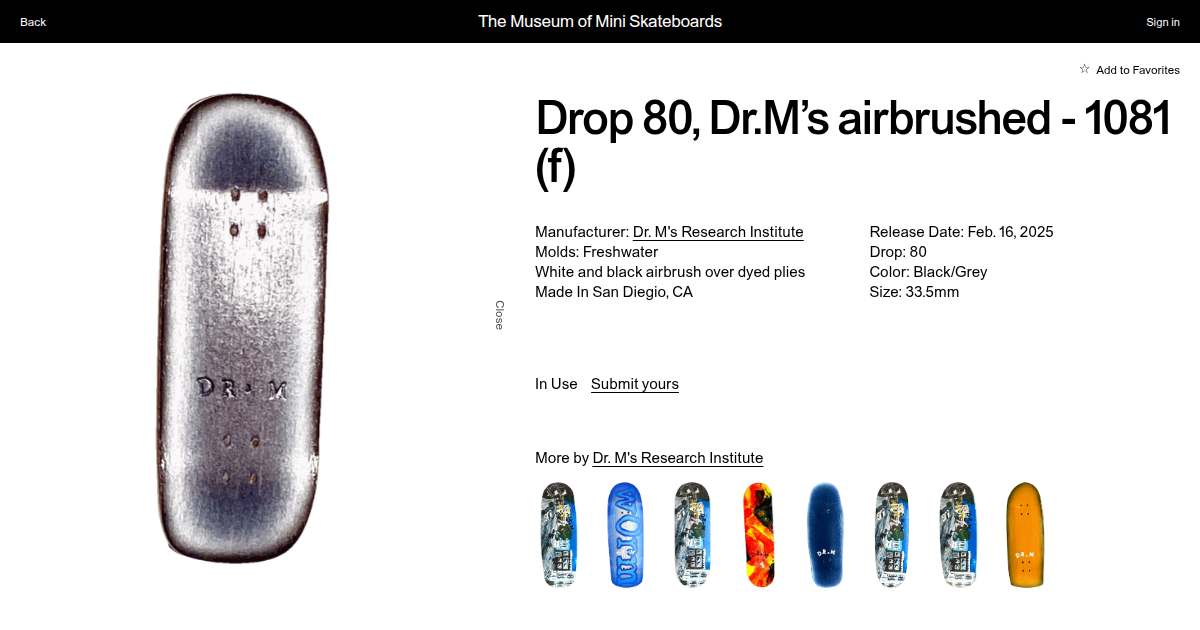 Back
The Museum of Mini Skateboards
Sign in
☆ Add to Favorites
Drop 80, Dr.M’s airbrushed - 1081
(f)
Manufacturer: Dr. M's Research Institute
Molds: Freshwater
White and black airbrush over dyed plies
Made In San Diegio, CA
Release Date: Feb. 16, 2025
Drop: 80
Color: Black/Grey
Size: 33.5mm
DR. M
Close
In Use Submit yours
More by Dr. M's Research Institute
WORM
DR.M
DR.M